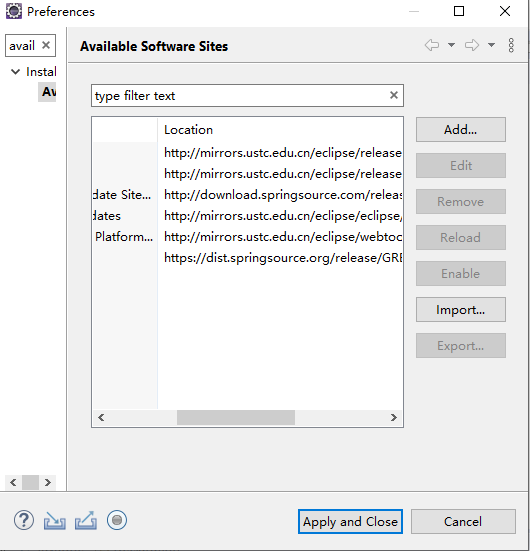 Preferences
avail
Available Software Sites
Instal
Av
type filter text
Location
Add...
http://mirrors.ustc.edu.cn/eclipse/release
http://mirrors.ustc.edu.cn/eclipse/release
Edit
date Site... http://download.springsource.com/releas
Remove
dates http://mirrors.ustc.edu.cn/eclipse/eclipse/
Platform... http://mirrors.ustc.edu.cn/eclipse/webtoc
Reload
https://dist.springsource.org/release/GRE
Enable
Import...
Export...
Apply and Close
Cancel